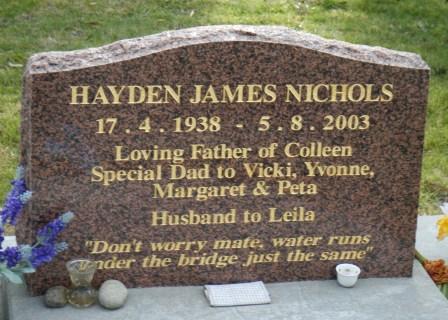 HAYDEN JAMES NICHOLS
17 . 4 . 1938 - 5 . 8 . 2003
Loving Father of Colleen
Special Dad to Vicki, Yvonne,
Margaret & Peta
Husband to Leila
"Don't worry mate, water runs
under the bridge just the same"